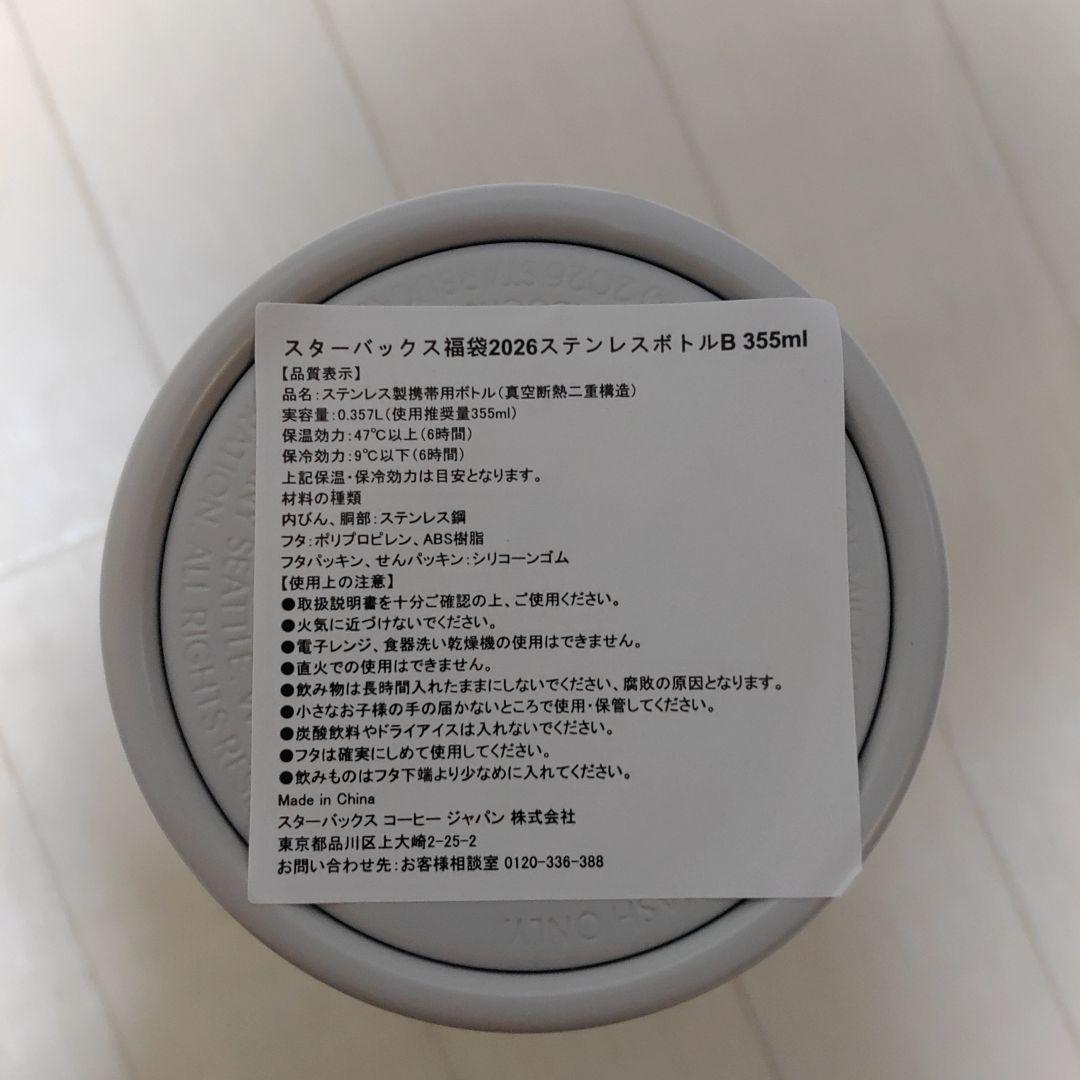 スターバックス福袋2026ステンレスボトルB 355ml
【品質表示】
品名：ステンレス製携帯用ボトル（真空断熱二重構造）
実容量：0.357L（使用推奨量355ml）
保温効力：47℃以上（6時間）
保冷効力：9℃以下（6時間）
上記保温・保冷効力は目安となります。
材料の種類
内びん、胴部：ステンレス鋼
フタ：ポリプロピレン、ABS樹脂
フタパッキン、せんパッキン：シリコーンゴム
【使用上の注意】
●取扱説明書を十分ご確認の上、ご使用ください。
●火気に近づけないでください。
●電子レンジ、食器洗い乾燥機の使用はできません。
●直火での使用はできません。
●飲み物は長時間入れたままにしないでください、腐敗の原因となります。
●小さなお子様の手の届かないところで使用・保管してください。
●炭酸飲料やドライアイスは入れないでください。
●フタは確実にしめて使用してください。
●飲みものはフタ下端より少なめに入れてください。
Made in China
スターバックス コーヒー ジャパン 株式会社
東京都品川区上大崎2-25-2
お問い合わせ先：お客様相談室 0120-336-388
2026
SEATTLE.
ALL RIGHTS
ONLY.